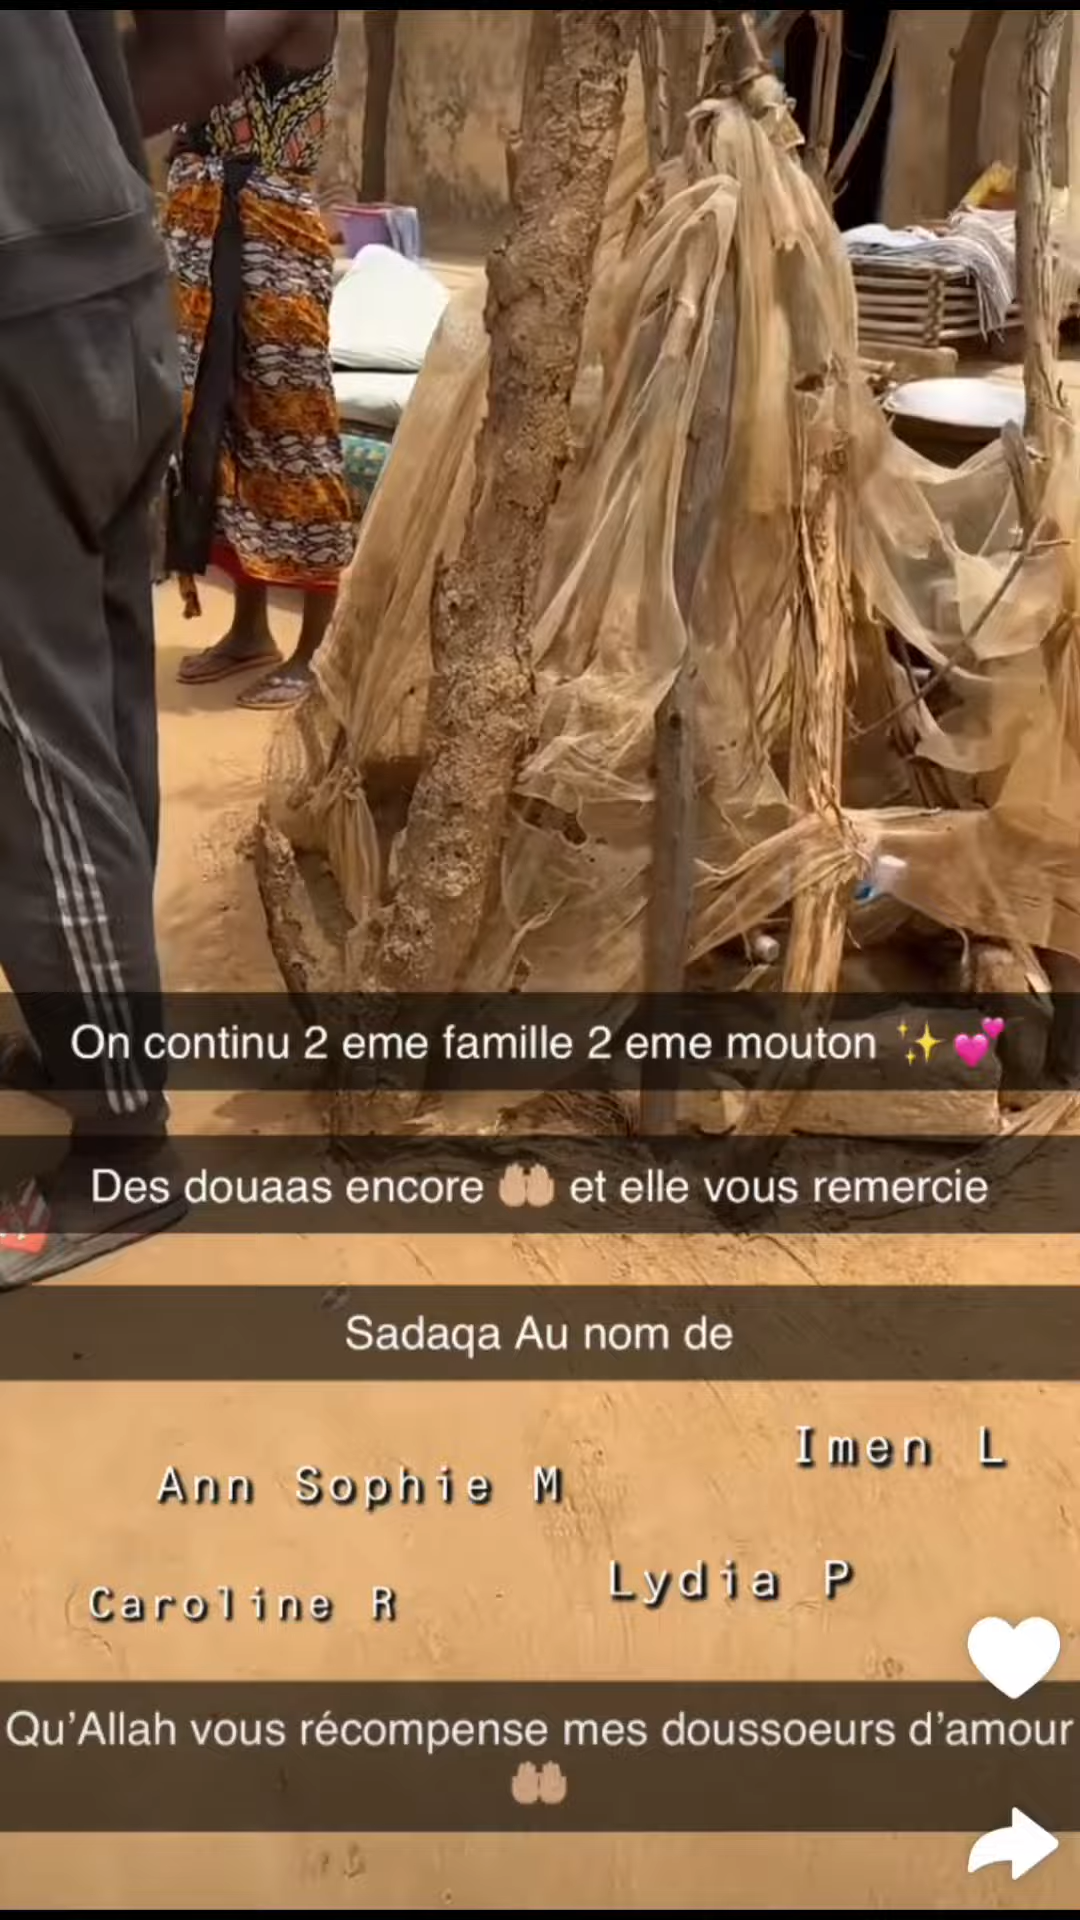 On continu 2 eme famille 2 eme mouton ✨💕
Des douaas encore 🤲🏼 et elle vous remercie
Sadaqa Au nom de
Imen L
Ann Sophie M
Lydia P
Caroline R
Qu’Allah vous récompense mes doussoeurs d’amour
🤲🏼